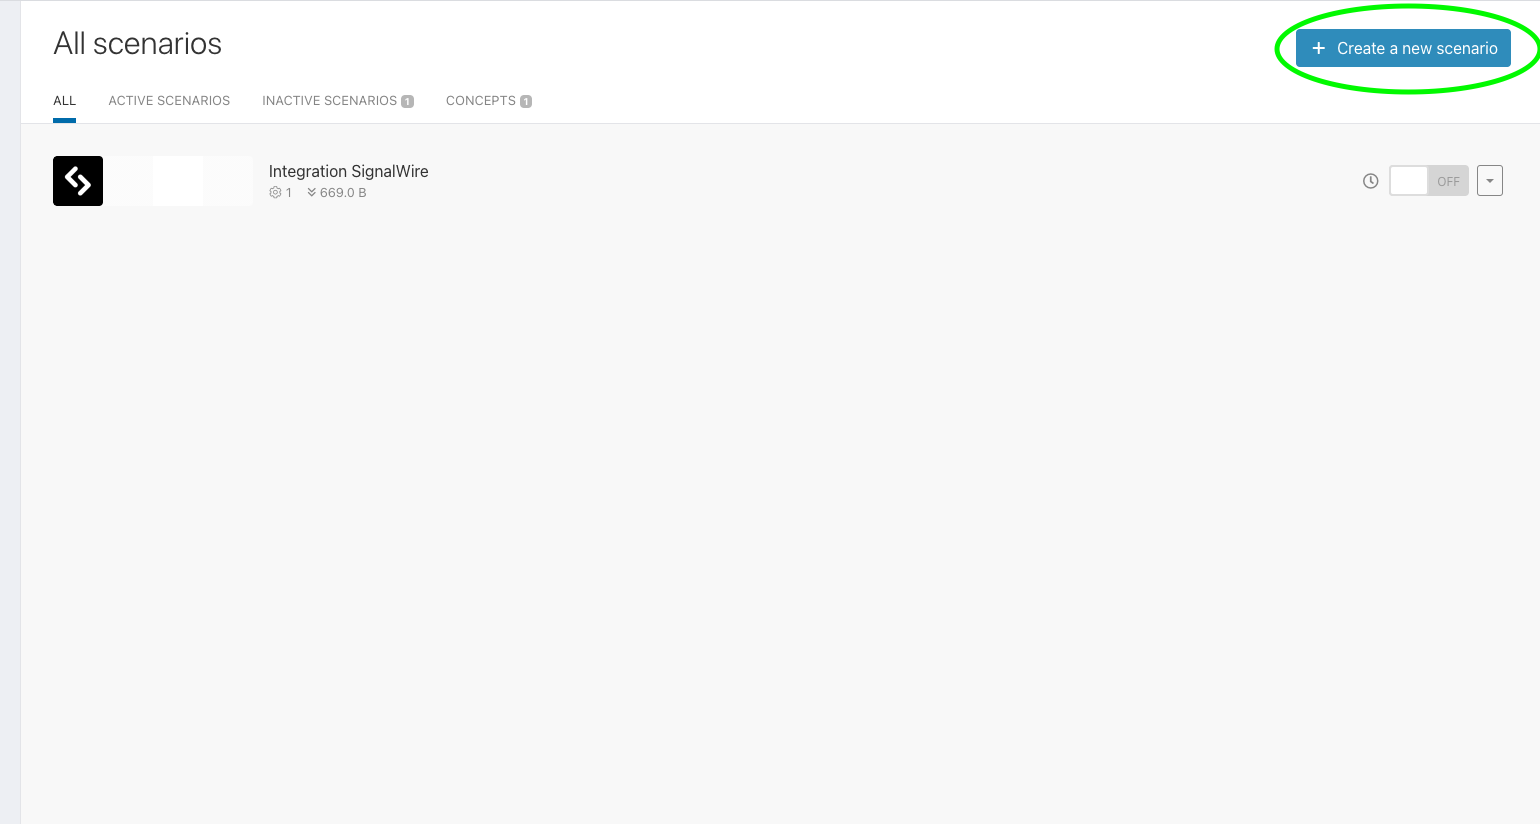 All scenarios
+ Create a new scenario
ALL ACTIVE SCENARIOS INACTIVE SCENARIOS 1 CONCEPTS 1
Integration SignalWire
1 669.0 B
OFF